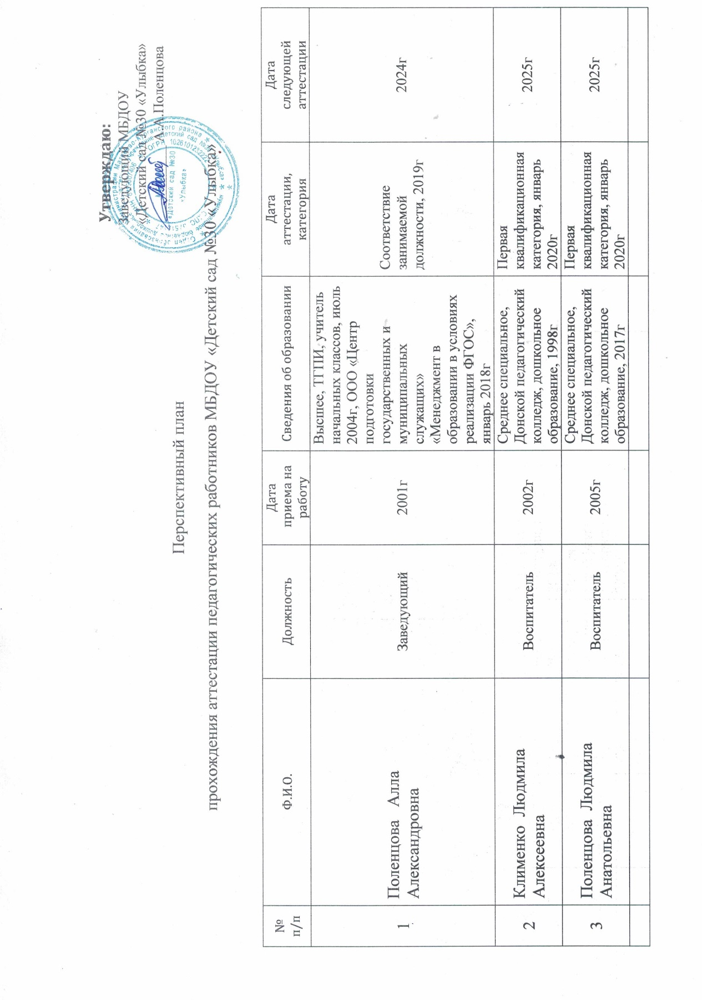 Утверждаю:
Заведующий МБДОУ
«Детский сад №30 «Улыбка»
А.А.Поленцова
ОГРН
«Детский сад №30
«Улыбка»
Перспективный план
прохождения аттестации педагогических работников МБДОУ «Детский сад №30 «Улыбка»
№
п/п
Ф.И.О.
Должность
Дата
приема на
работу
Сведения об образовании
Дата
аттестации,
категория
Дата
следующей
аттестации
1
Поленцова Алла
Александровна
Заведующий
2001г
Высшее, ТГПИ, учитель
начальных классов, июль
2004г, ООО «Центр
подготовки
государственных и
муниципальных
служащих»
«Менеджмент в
образовании в условиях
реализации ФГОС»,
январь 2018г
Соответствие
занимаемой
должности, 2019г
2024г
2
Клименко Людмила
Алексеевна
Воспитатель
2002г
Среднее специальное,
Донской педагогический
колледж, дошкольное
образование, 1998г
Первая
квалификационная
категория, январь
2020г
2025г
3
Поленцова Людмила
Анатольевна
Воспитатель
2005г
Среднее специальное,
Донской педагогический
колледж, дошкольное
образование, 2017г
Первая
квалификационная
категория, январь
2020г
2025г